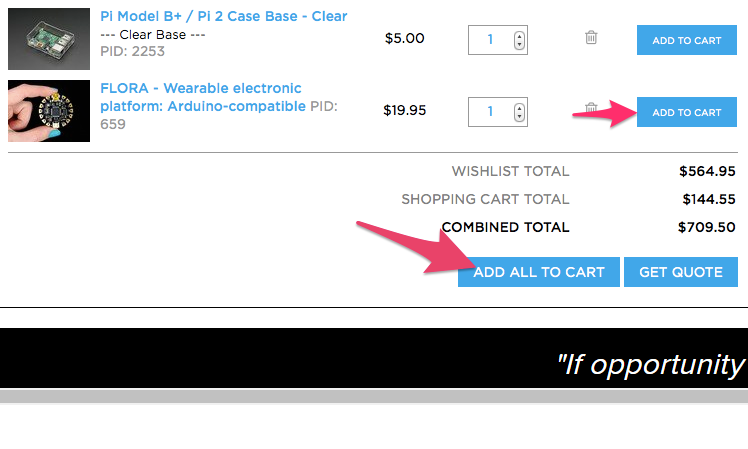 Pi Model B+ / Pi 2 Case Base - Clear
--- Clear Base ---
PID: 2253
$5.00
1
ADD TO CART
FLORA - Wearable electronic
platform: Arduino-compatible PID:
659
$19.95
1
ADD TO CART
WISHLIST TOTAL $564.95
SHOPPING CART TOTAL $144.55
COMBINED TOTAL $709.50
ADD ALL TO CART GET QUOTE
"If opportunity